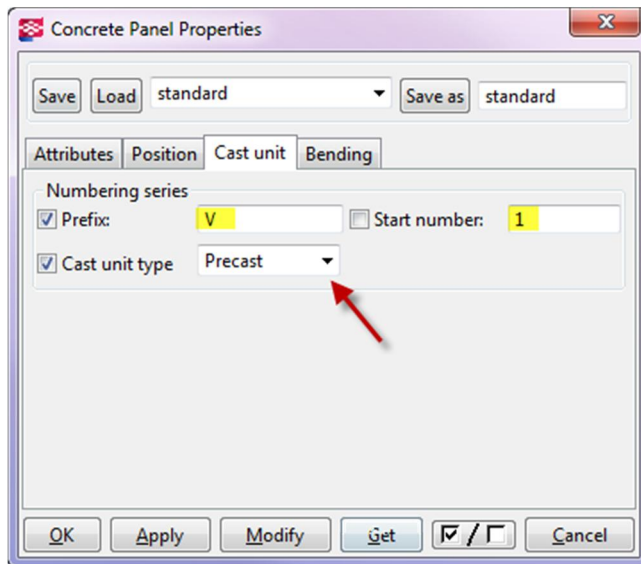 Concrete Panel Properties
Save Load standard Save as standard
Attributes Position Cast unit Bending
Numbering series
Prefix: V Start number: 1
Cast unit type Precast
OK Apply Modify Get / Cancel